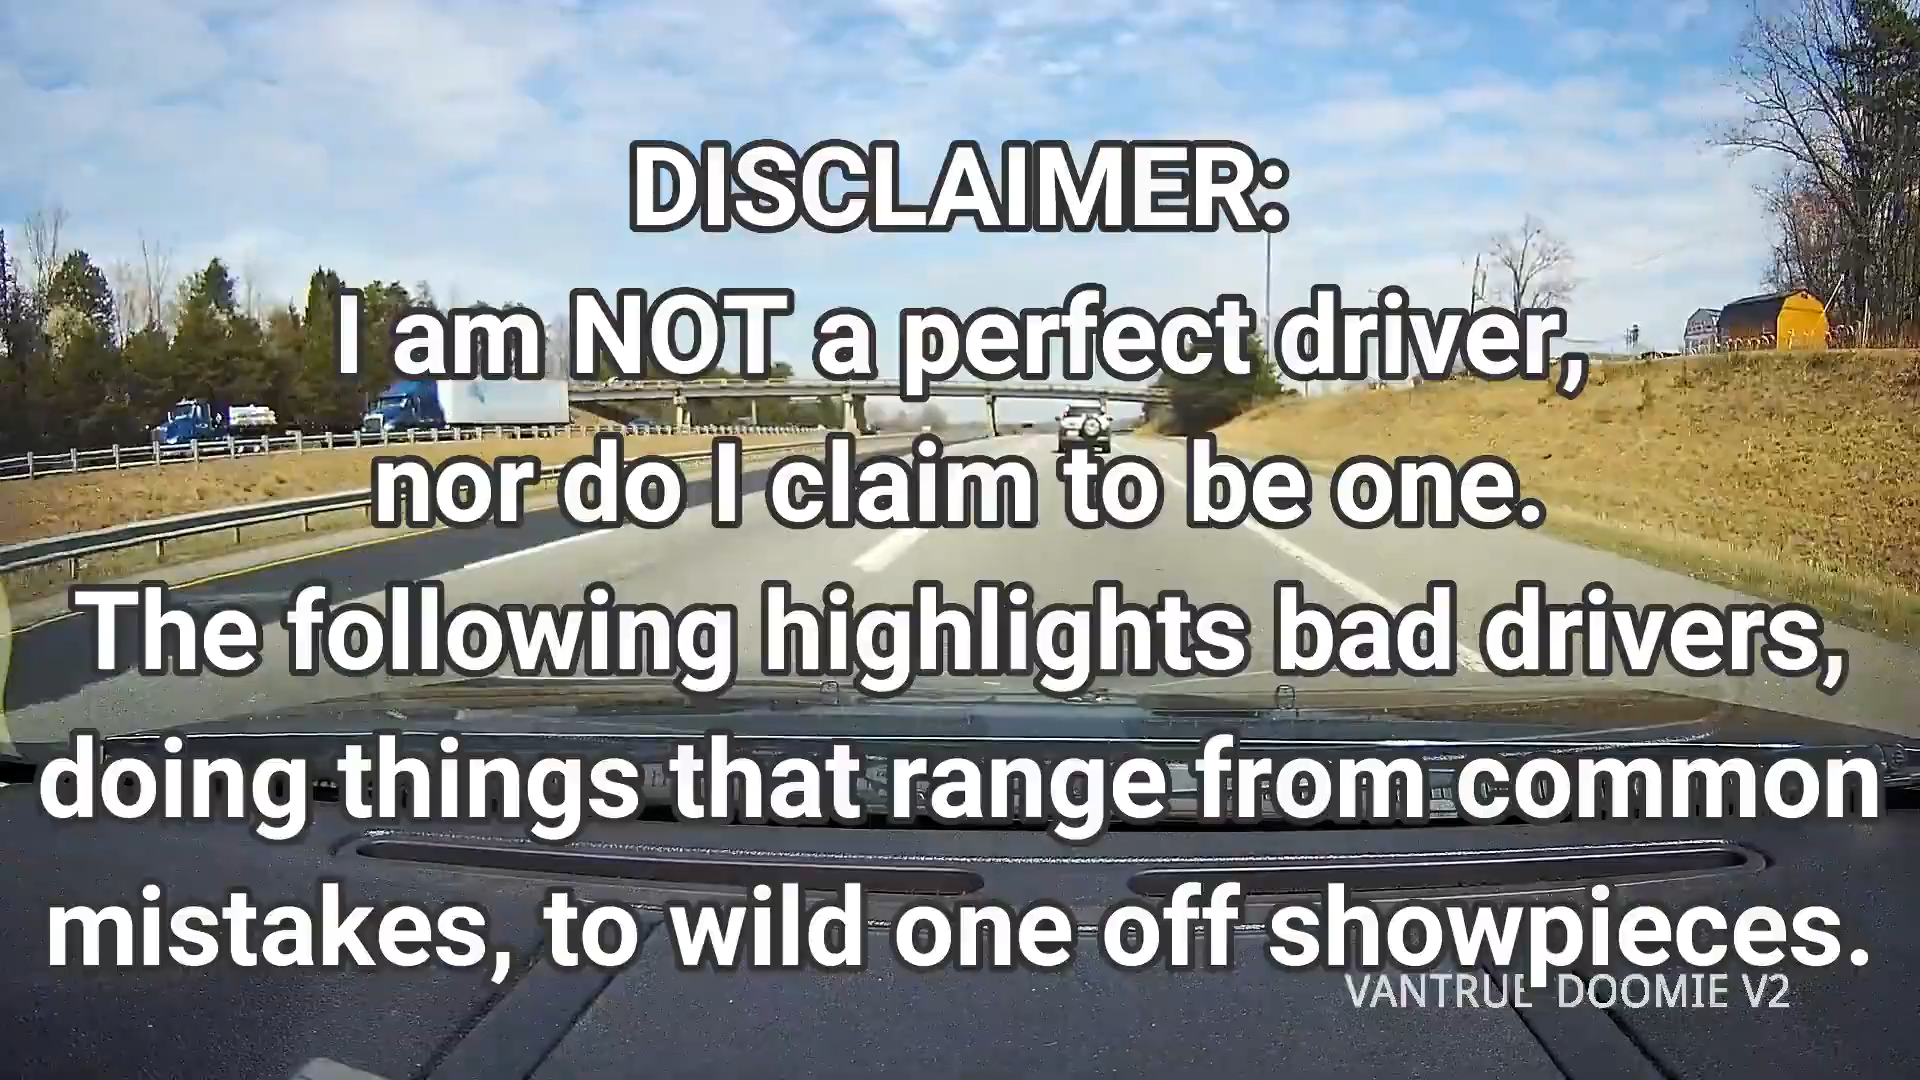 DISCLAIMER:
I am NOT a perfect driver,
nor do I claim to be one.
The following highlights bad drivers,
doing things that range from common
mistakes, to wild one off showpieces.
VANTRUE DOOMIE V2